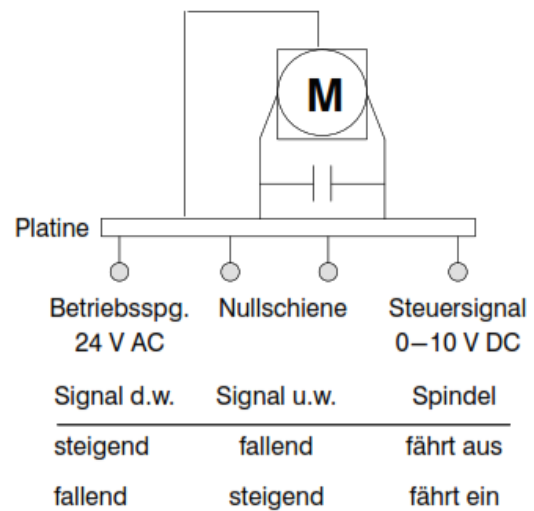 M
Platine
Betriebsspg. Nullschiene Steuersignal
24 V AC 0–10 V DC
Signal d.w. Signal u.w. Spindel
steigend fallend fährt aus
fallend steigend fährt ein